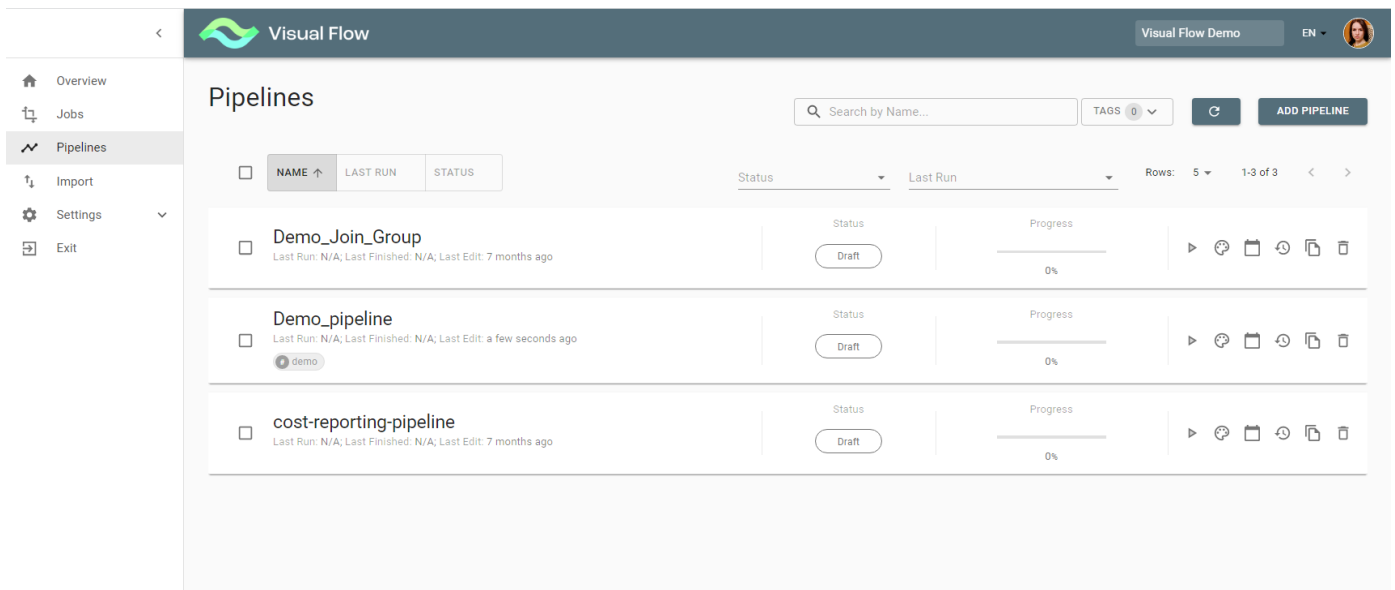 Visual Flow
Visual Flow Demo
EN
Overview
Jobs
Pipelines
Import
Settings
Exit
Pipelines
Search by Name...
TAGS 0
ADD PIPELINE
NAME
LAST RUN
STATUS
Status
Last Run
Rows: 5
1-3 of 3
Demo_Join_Group
Last Run: N/A; Last Finished: N/A; Last Edit: 7 months ago
Status
Draft
Progress
0%
Demo_pipeline
Last Run: N/A; Last Finished: N/A; Last Edit: a few seconds ago
# demo
Status
Draft
Progress
0%
cost-reporting-pipeline
Last Run: N/A; Last Finished: N/A; Last Edit: 7 months ago
Status
Draft
Progress
0%